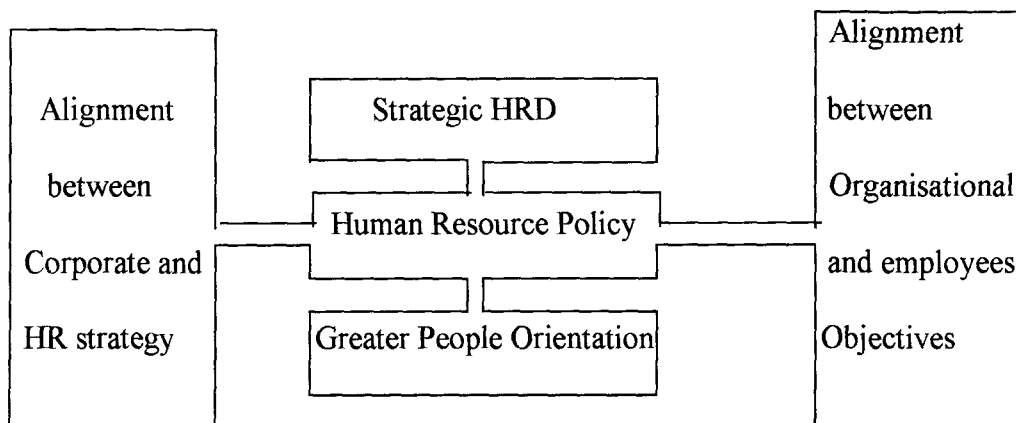 Alignment
between
Corporate and
HR strategy
Strategic HRD
Human Resource Policy
Greater People Orientation
Alignment
between
Organisational
and employees
Objectives